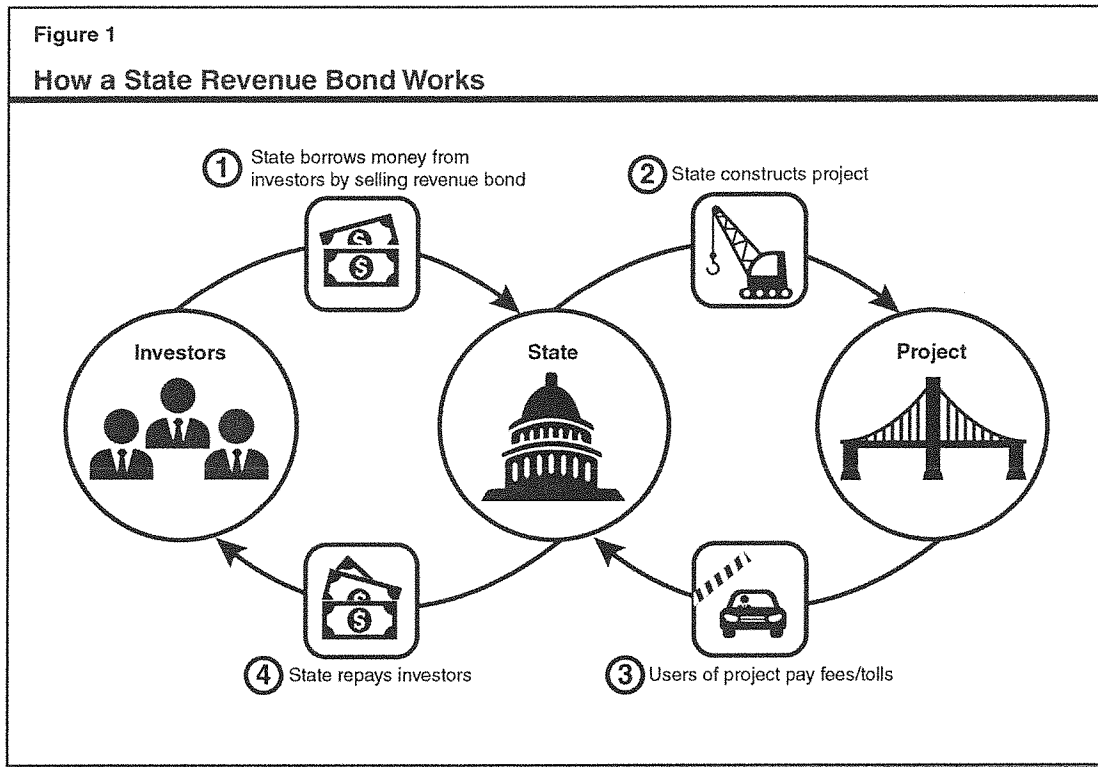 Figure 1
How a State Revenue Bond Works
1 State borrows money from
investors by selling revenue bond
2 State constructs project
$
$
Investors
State
Project
$
$
4 State repays investors
3 Users of project pay fees/tolls